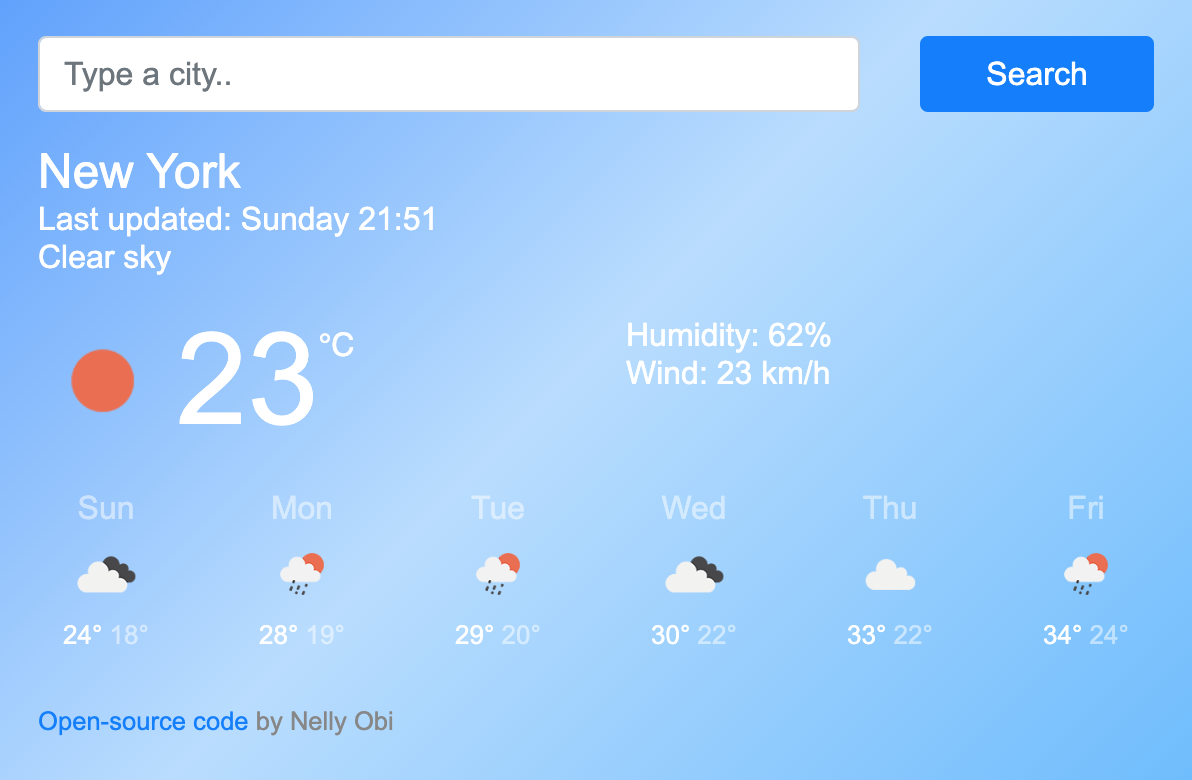 Type a city..
Search
New York
Last updated: Sunday 21:51
Clear sky
23 °C
Humidity: 62%
Wind: 23 km/h
Sun Mon Tue Wed Thu Fri
24° 18° 28° 19° 29° 20° 30° 22° 33° 22° 34° 24°
Open-source code by Nelly Obi